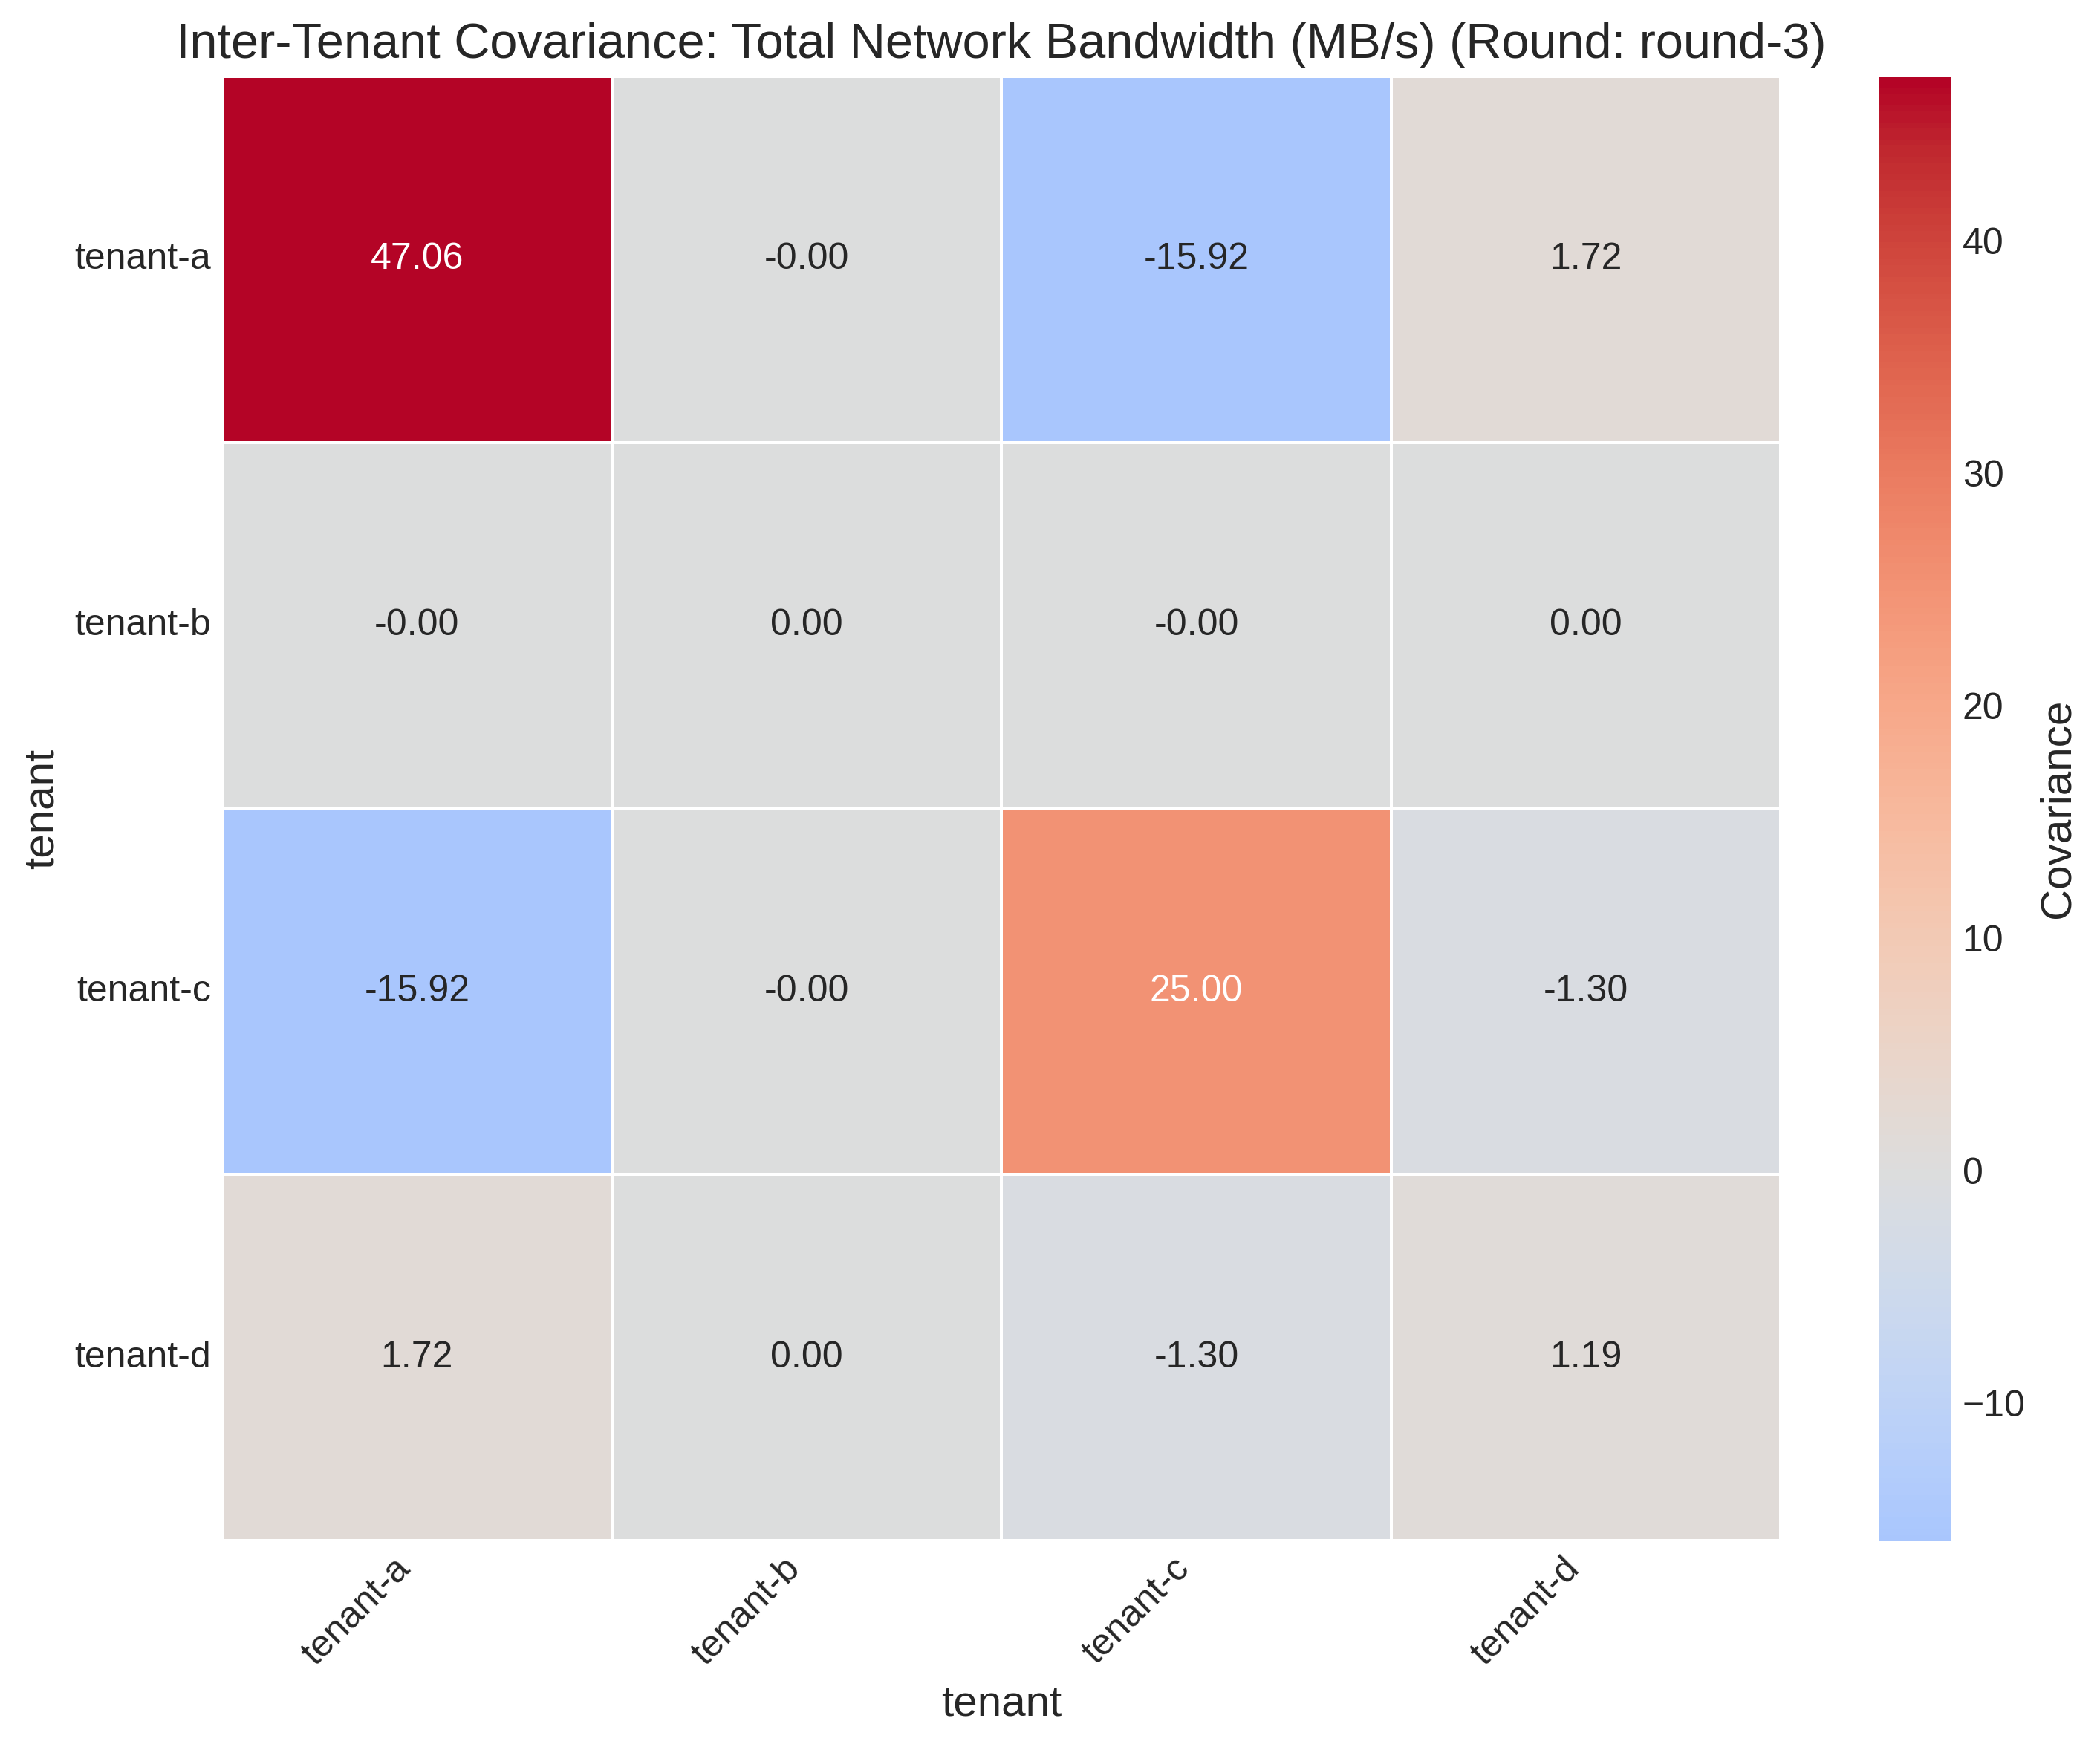 Inter-Tenant Covariance: Total Network Bandwidth (MB/s) (Round: round-3)
tenant-a 47.06 -0.00 -15.92 1.72
tenant-b -0.00 0.00 -0.00 0.00
tenant-c -15.92 -0.00 25.00 -1.30
tenant-d 1.72 0.00 -1.30 1.19
tenant-a tenant-b tenant-c tenant-d
tenant
tenant
40
30
20
10
0
−10
Covariance